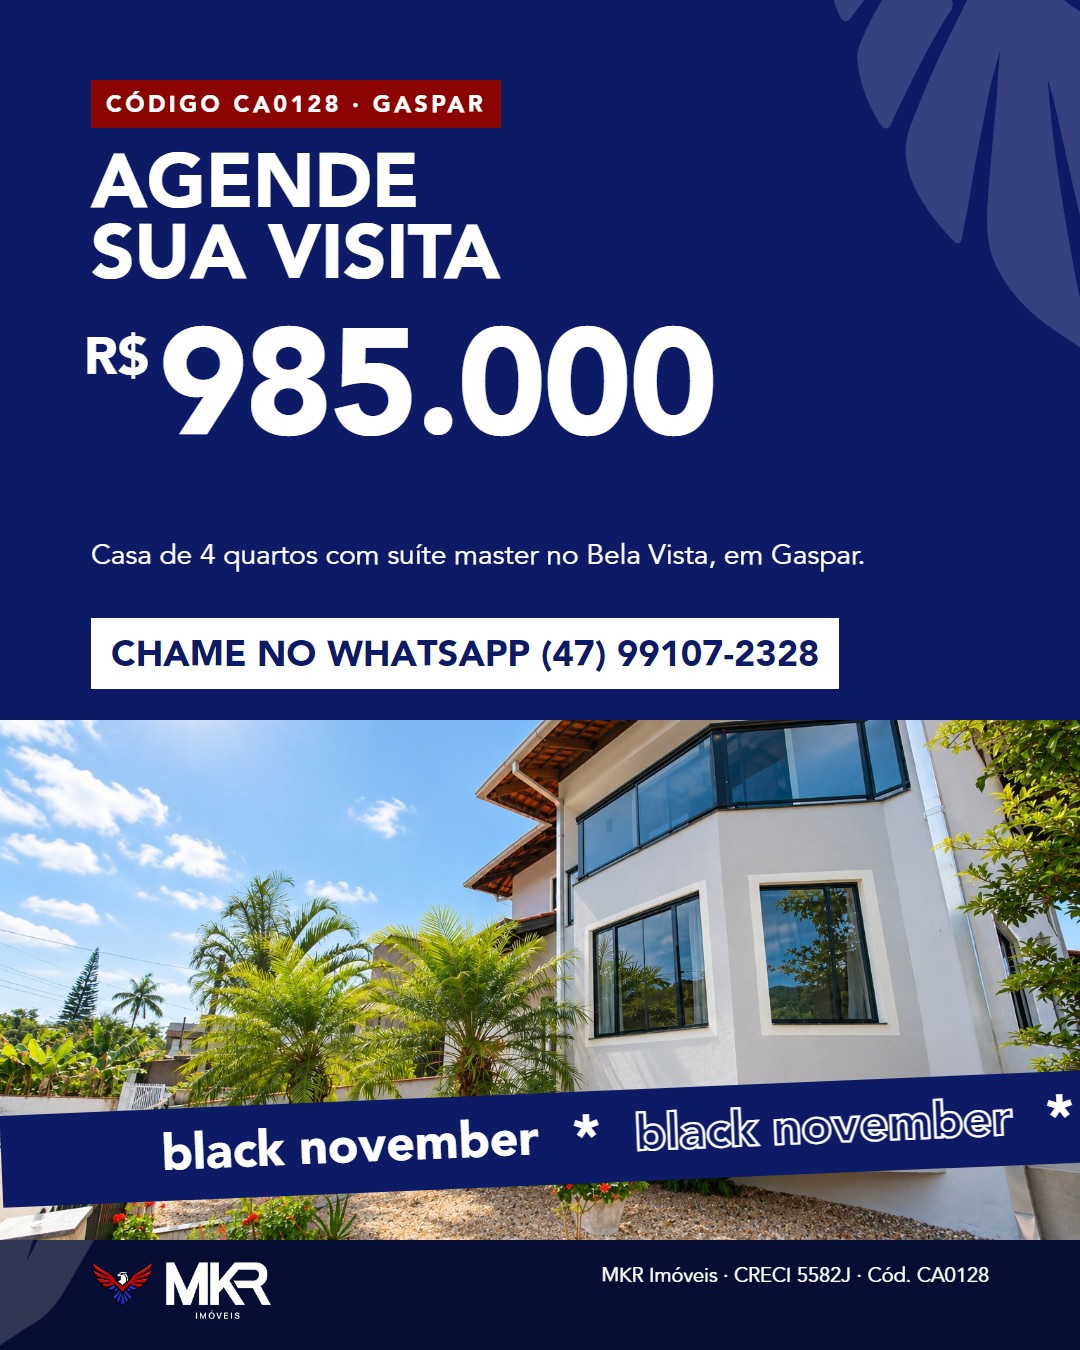 CÓDIGO CA0128 · GASPAR
AGENDE
SUA VISITA
R$ 985.000
Casa de 4 quartos com suíte master no Bela Vista, em Gaspar.
CHAME NO WHATSAPP (47) 99107-2328
black november * black november *
MKR
IMÓVEIS
MKR Imóveis · CRECI 5582J · Cód. CA0128